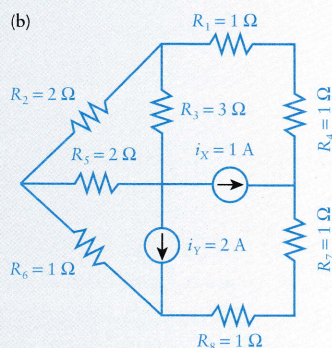 (b)
R₁ = 1 Ω
R₂ = 2 Ω
R₃ = 3 Ω
R₄ = 1 Ω
R₅ = 2 Ω
iₓ = 1 A
R₆ = 1 Ω
i_Y = 2 A
R₇ = 1 Ω
R₈ = 1 Ω